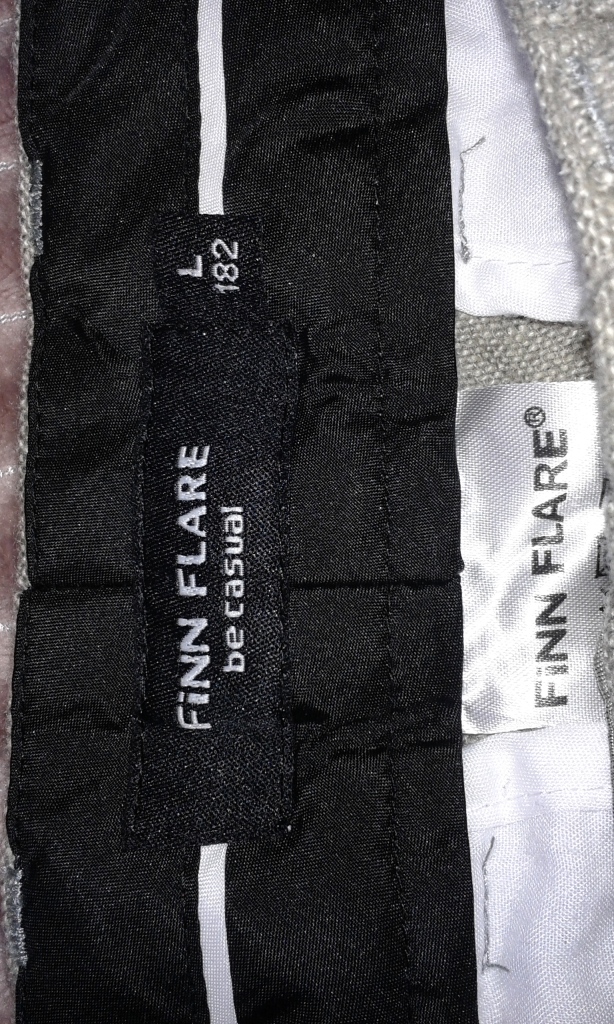 L
182
FiNN FLARE
be casual
FiNN FLARE®